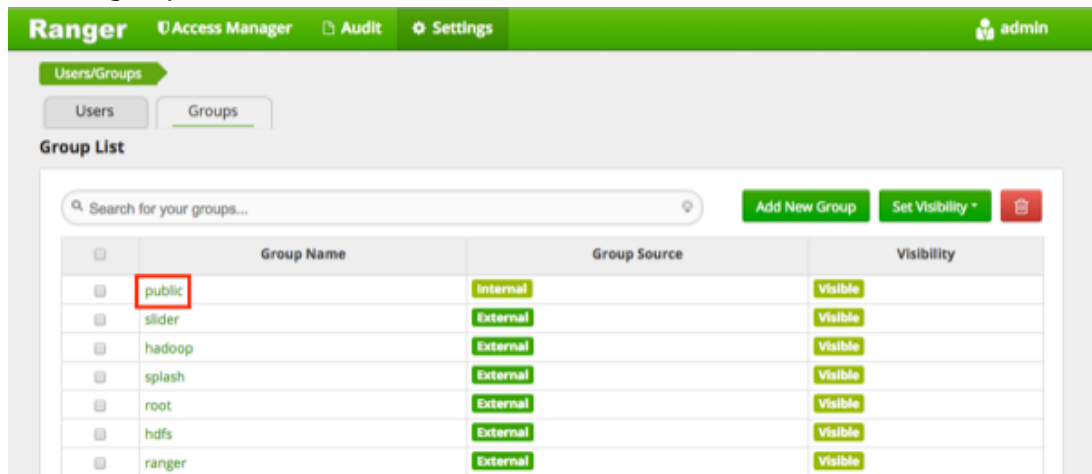 Ranger Access Manager Audit Settings admin
Users/Groups
Users Groups
Group List
Search for your groups... Add New Group Set Visibility
Group Name Group Source Visibility
public Internal Visible
slider External Visible
hadoop External Visible
splash External Visible
root External Visible
hdfs External Visible
ranger External Visible